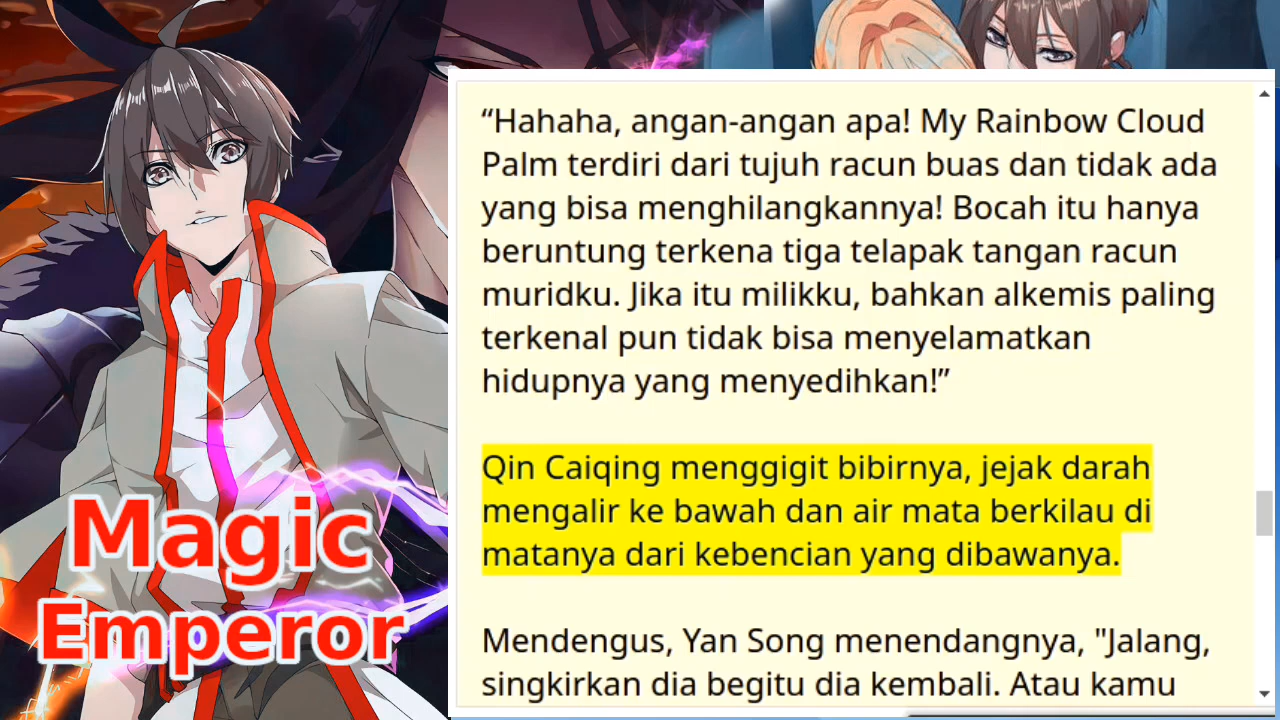 “Hahaha, angan-angan apa! My Rainbow Cloud
Palm terdiri dari tujuh racun buas dan tidak ada
yang bisa menghilangkannya! Bocah itu hanya
beruntung terkena tiga telapak tangan racun
muridku. Jika itu milikku, bahkan alkemis paling
terkenal pun tidak bisa menyelamatkan
hidupnya yang menyedihkan!”
Qin Caiqing menggigit bibirnya, jejak darah
mengalir ke bawah dan air mata berkilau di
matanya dari kebencian yang dibawanya.
Mendengus, Yan Song menendangnya, "Jalang,
singkirkan dia begitu dia kembali. Atau kamu
Magic
Emperor